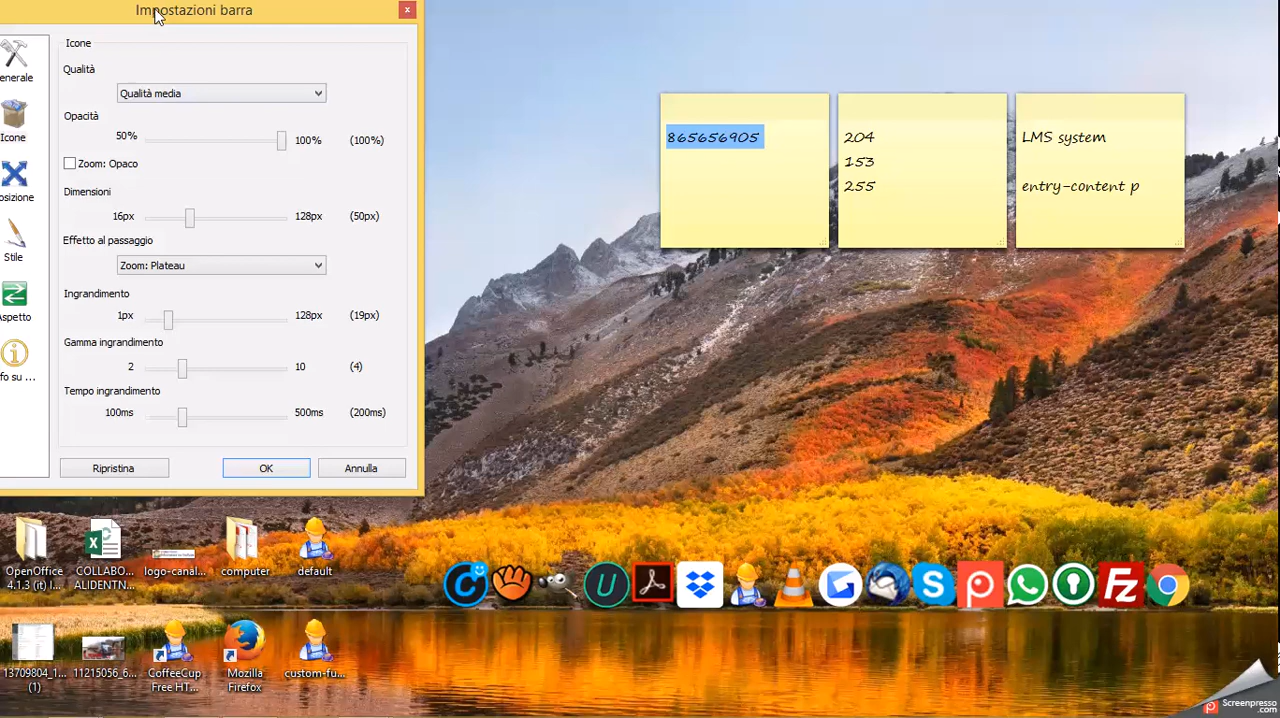 Impostazioni barra
x
Icone
Qualità
Qualità media
Opacità
50%
100%
(100%)
Zoom: Opaco
Dimensioni
16px
128px
(50px)
Effetto al passaggio
Zoom: Plateau
Ingrandimento
1px
128px
(19px)
Gamma ingrandimento
2
10
(4)
Tempo ingrandimento
100ms
500ms
(200ms)
Ripristina
OK
Annulla
enerale
Icone
osizione
Stile
Aspetto
fo su ...
865656905
204
153
255
LMS system
entry-content p
OpenOffice
4.1.3 (it) I...
COLLABO...
ALIDENTN...
logo-canal...
computer
default
13709804_1...
(1)
11215056_6...
CoffeeCup
Free HT...
Mozilla
Firefox
custom-fu...
C
U
S
P
FZ
Screenpresso
.com